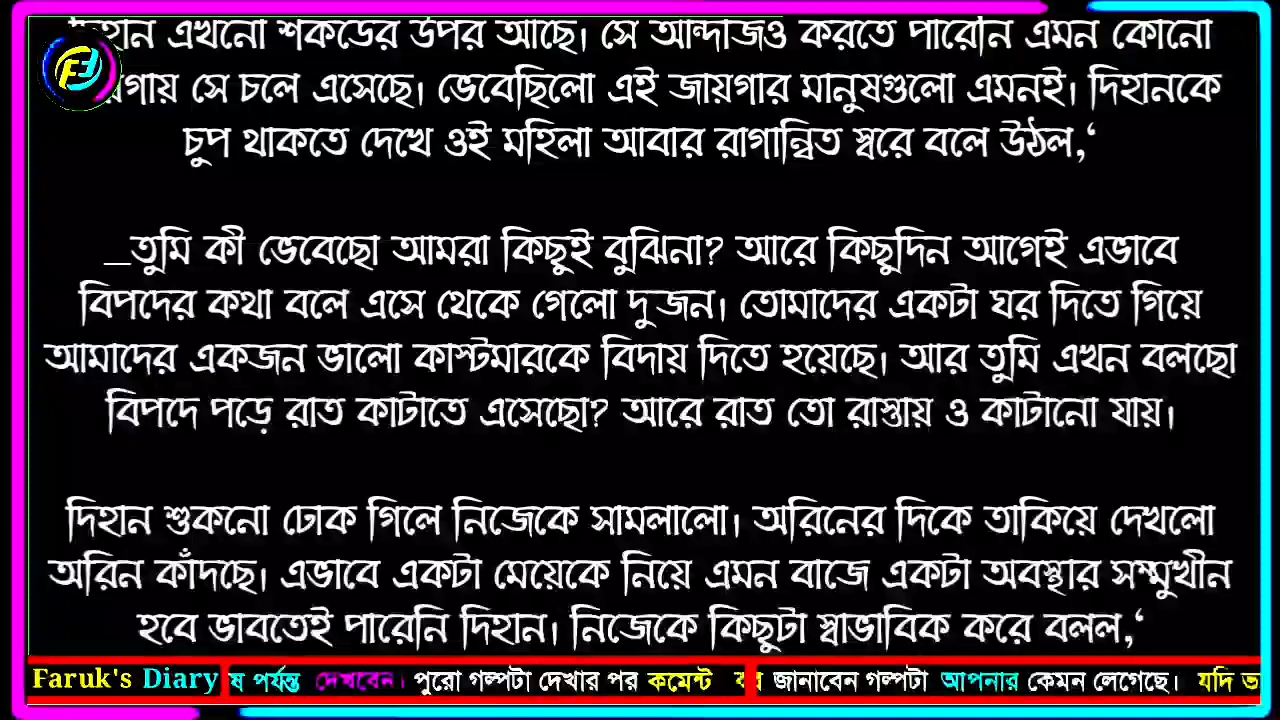 এখনো শকডের উপর আছে। সে আন্দাজও করতে পারেনি এমন কোনো
সে চলে এসেছে। ভেবেছিলো এই জায়গার মানুষগুলো এমনই। দিহানকে
চুপ থাকতে দেখে ওই মহিলা আবার রাগান্বিত স্বরে বলে উঠল,‘
_তুমি কী ভেবেছো আমরা কিছুই বুঝিনা? আরে কিছুদিন আগেই এভাবে
বিপদের কথা বলে এসে থেকে গেলো দু'জন। তোমাদের একটা ঘর দিতে গিয়ে
আমাদের একজন ভালো কাস্টমারকে বিদায় দিতে হয়েছে। আর তুমি এখন বলছো
বিপদে পড়ে রাত কাটাতে এসেছো? আরে রাত তো রাস্তায় ও কাটানো যায়।
দিহান শুকনো ঢোক গিলে নিজেকে সামলালো। অরিনের দিকে তাকিয়ে দেখলো
অরিন কাঁদছে। এভাবে একটা মেয়েকে নিয়ে এমন বাজে একটা অবস্থার সম্মুখীন
হবে ভাবতেই পারেনি দিহান। নিজেকে কিছুটা স্বাভাবিক করে বলল,‘
Faruk's Diary ষ পর্যন্ত দেখবেন। পুরো গল্পটা দেখার পর কমেন্ট জানাবেন গল্পটা আপনার কেমন লেগেছে। যদি